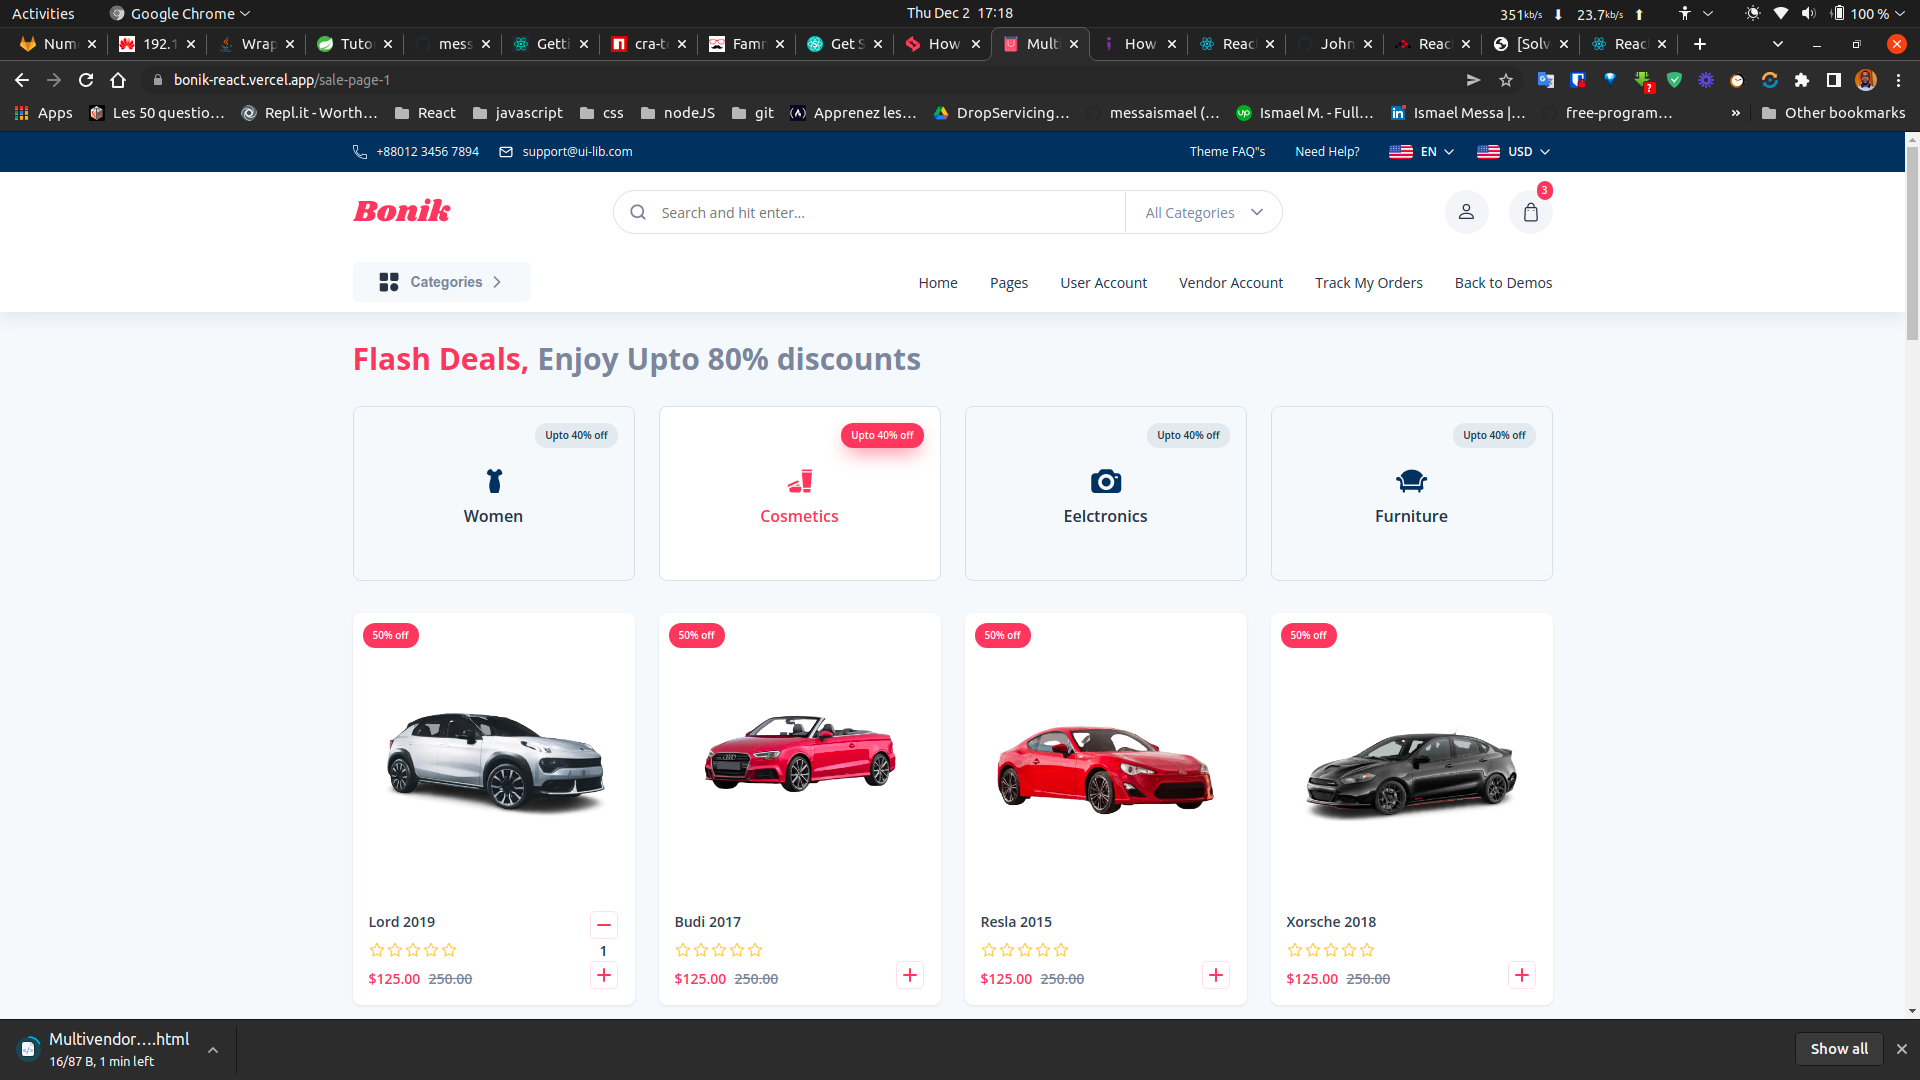 Activities
Google Chrome
Thu Dec 2 17:18
351kb/s 23.7kb/s 100 %
Num
192.1
Wrap
Tuto
mess
Getti
cra-t
Famr
Get S
How
Multi
How
Reac
John
Reac
[Solv
Reac
bonik-react.vercel.app/sale-page-1
?
Apps
Les 50 questio...
Repl.it - Worth...
React
javascript
css
nodeJS
git
Apprenez les...
DropServicing...
messaismael (...
Ismael M. - Full...
Ismael Messa |...
free-program...
»
Other bookmarks
+88012 3456 7894
support@ui-lib.com
Theme FAQ"s
Need Help?
EN
USD
Bonik
Search and hit enter...
All Categories
3
Categories
Home
Pages
User Account
Vendor Account
Track My Orders
Back to Demos
Flash Deals, Enjoy Upto 80% discounts
Upto 40% off
Women
Upto 40% off
Cosmetics
Upto 40% off
Eelctronics
Upto 40% off
Furniture
50% off
Lord 2019
1
$125.00 250.00
50% off
Budi 2017
$125.00 250.00
50% off
Resla 2015
$125.00 250.00
50% off
Xorsche 2018
$125.00 250.00
Multivendor....html
16/87 B, 1 min left
Show all